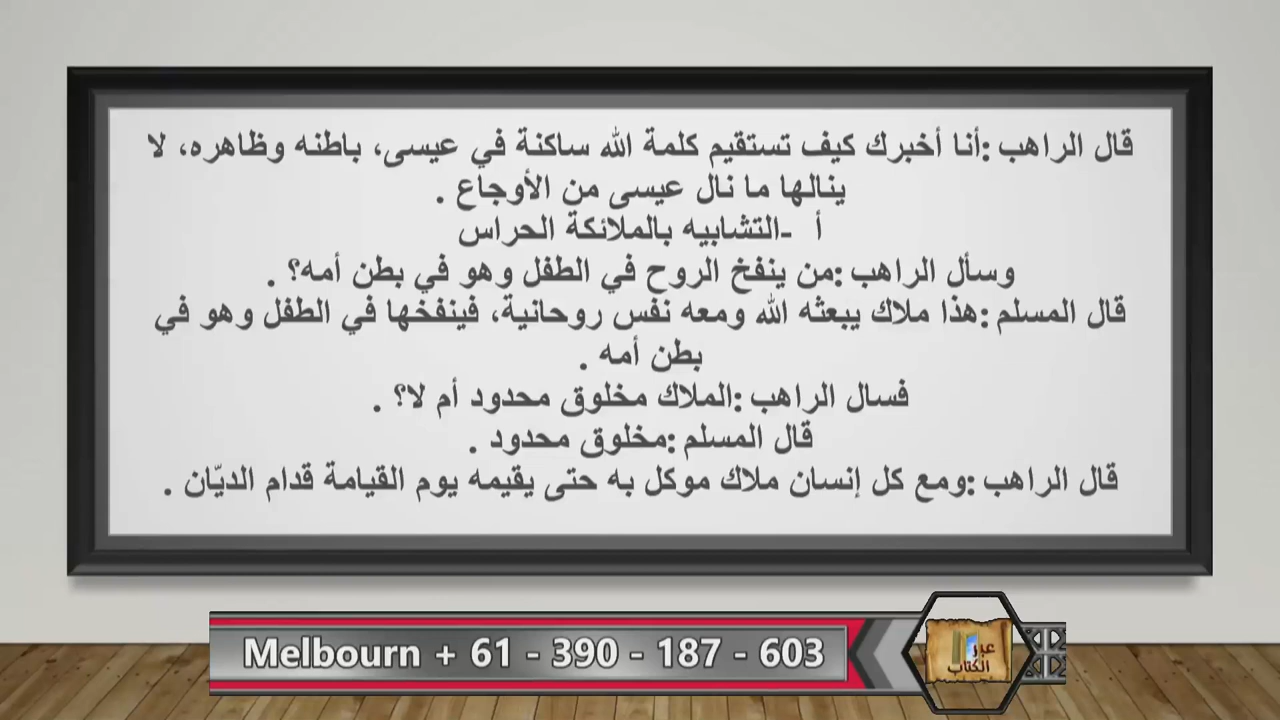 قال الراهب :أنا أخبرك كيف تستقيم كلمة الله ساكنة في عيسى، باطنه وظاهره، لا
ينالها ما نال عيسى من الأوجاع .
أ -التشابيه بالملائكة الحراس
وسأل الراهب :من ينفخ الروح في الطفل وهو في بطن أمه؟ .
قال المسلم :هذا ملاك يبعثه الله ومعه نفس روحانية، فينفخها في الطفل وهو في
بطن أمه .
فسال الراهب :الملاك مخلوق محدود أم لا؟ .
قال المسلم :مخلوق محدود .
قال الراهب :ومع كل إنسان ملاك موكل به حتى يقيمه يوم القيامة قدام الديّان .
Melbourn + 61 - 390 - 187 - 603
عبر
الكتاب